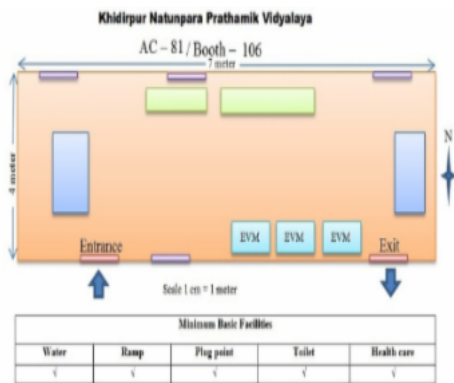 Khidirpur Natunpara Prathamik Vidyalaya
AC – 81/Booth – 106
7 meter
4 meter
N
EVM EVM EVM
Entrance Exit
Scale 1 cm = 1 meter
Minimum Basic Facilities
Water Ramp Plug point Toilet Health care
√ √ √ √ √